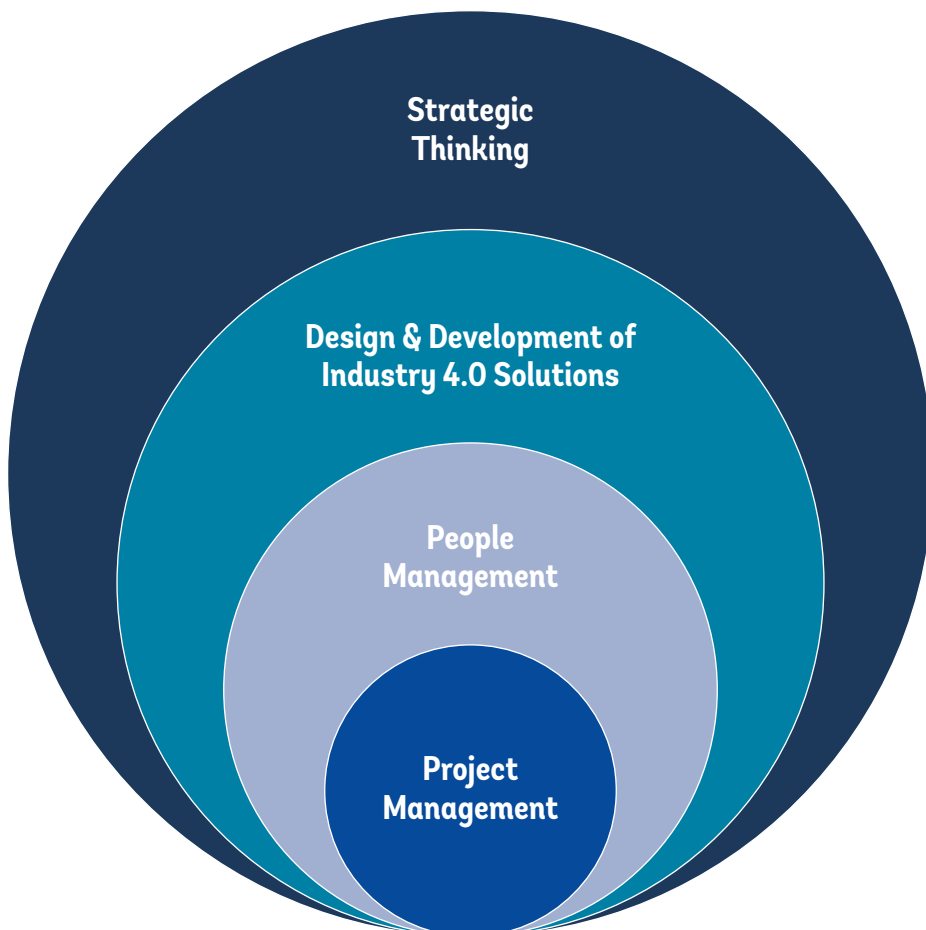 Strategic
Thinking
Design & Development of
Industry 4.0 Solutions
People
Management
Project
Management